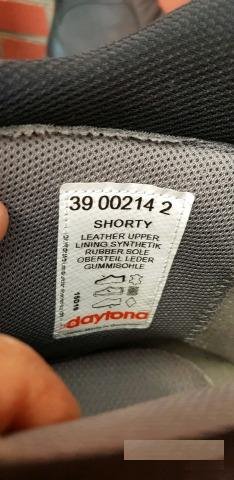 39 00214 2
SHORTY
LEATHER UPPER
LINING SYNTHETIK
RUBBER SOLE
OBERTEIL LEDER
GUMMISOHLE
daytona